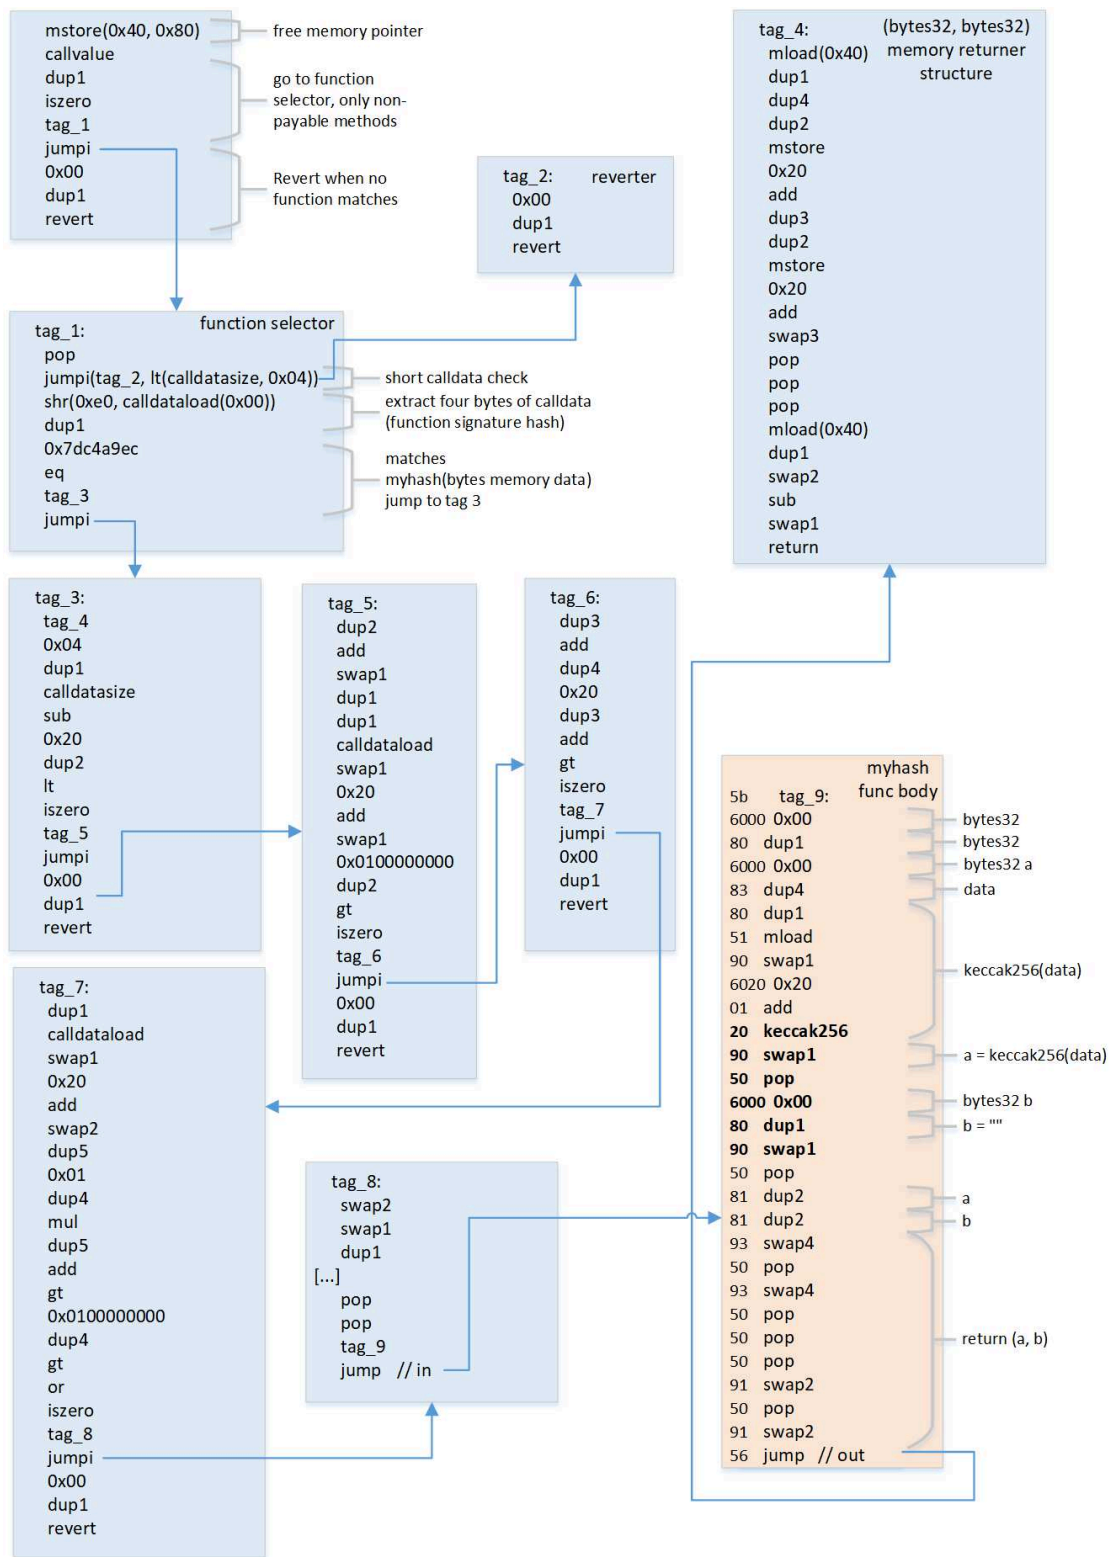 mstore(0x40, 0x80)
callvalue
dup1
iszero
tag_1
jumpi
0x00
dup1
revert
free memory pointer
go to function
selector, only non-
payable methods
Revert when no
function matches
tag_2: reverter
0x00
dup1
revert
tag_4: (bytes32, bytes32)
mload(0x40) memory returner
dup1 structure
dup4
dup2
mstore
0x20
add
dup3
dup2
mstore
0x20
add
swap3
pop
pop
pop
mload(0x40)
dup1
swap2
sub
swap1
return
tag_1: function selector
pop
jumpi(tag_2, lt(calldatasize, 0x04))
shr(0xe0, calldataload(0x00))
dup1
0x7dc4a9ec
eq
tag_3
jumpi
short calldata check
extract four bytes of calldata
(function signature hash)
matches
myhash(bytes memory data)
jump to tag 3
tag_3:
tag_4
0x04
dup1
calldatasize
sub
0x20
dup2
lt
iszero
tag_5
jumpi
0x00
dup1
revert
tag_5:
dup2
add
swap1
dup1
dup1
calldataload
swap1
0x20
add
swap1
0x0100000000
dup2
gt
iszero
tag_6
jumpi
0x00
dup1
revert
tag_6:
dup3
add
dup4
0x20
dup3
add
gt
iszero
tag_7
jumpi
0x00
dup1
revert
tag_7:
dup1
calldataload
swap1
0x20
add
swap2
dup5
0x01
dup4
mul
dup5
add
gt
0x0100000000
dup4
gt
or
iszero
tag_8
jumpi
0x00
dup1
revert
tag_8:
swap2
swap1
dup1
[...]
pop
pop
tag_9
jump // in
myhash
func body
5b tag_9:
6000 0x00
80 dup1
6000 0x00
83 dup4
80 dup1
51 mload
90 swap1
6020 0x20
01 add
20 keccak256
90 swap1
50 pop
6000 0x00
80 dup1
90 swap1
50 pop
81 dup2
81 dup2
93 swap4
50 pop
93 swap4
50 pop
50 pop
50 pop
91 swap2
50 pop
91 swap2
56 jump // out
bytes32
bytes32
bytes32 a
data
keccak256(data)
a = keccak256(data)
bytes32 b
b = ""
a
b
return (a, b)